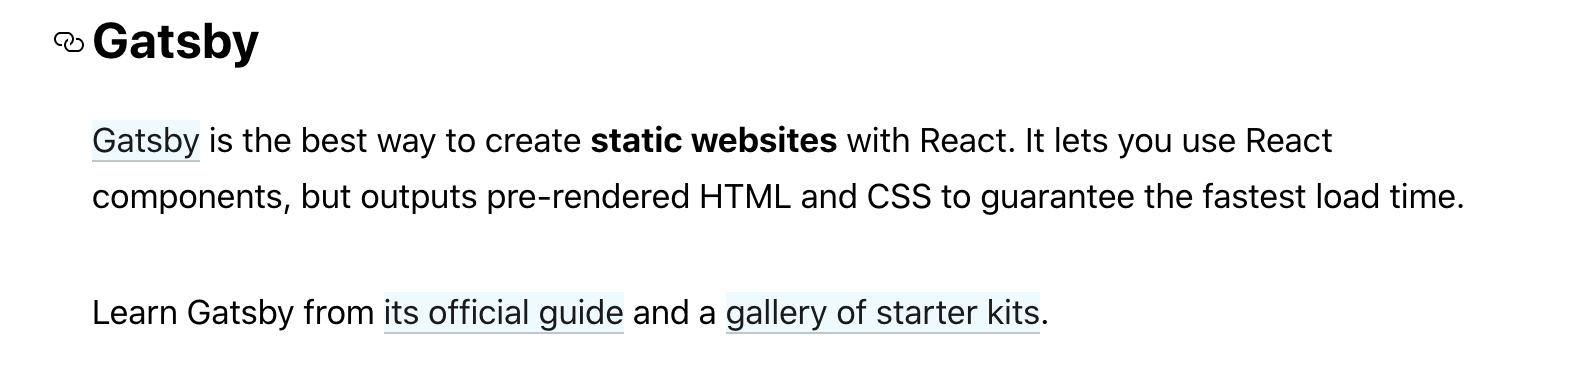 Gatsby
Gatsby is the best way to create static websites with React. It lets you use React
components, but outputs pre-rendered HTML and CSS to guarantee the fastest load time.
Learn Gatsby from its official guide and a gallery of starter kits.